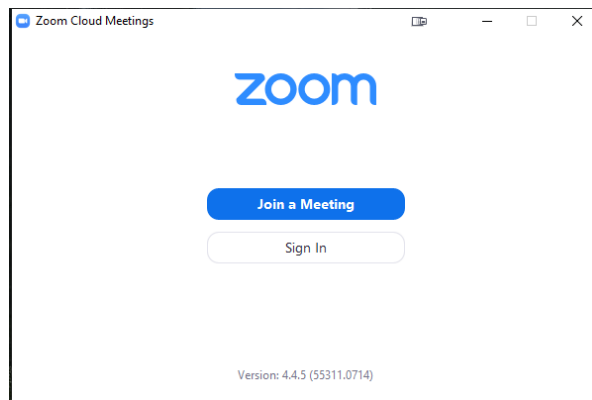 Zoom Cloud Meetings
zoom
Join a Meeting
Sign In
Version: 4.4.5 (55311.0714)